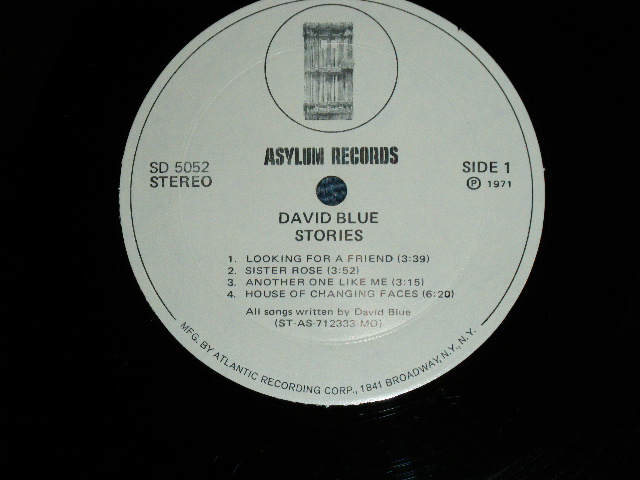 ASYLUM RECORDS
SD 5052
STEREO
SIDE 1
Ⓟ 1971
DAVID BLUE
STORIES
1. LOOKING FOR A FRIEND (3:39)
2. SISTER ROSE (3:52)
3. ANOTHER ONE LIKE ME (3:15)
4. HOUSE OF CHANGING FACES (6:20)
All songs written by David Blue
(ST-AS-712333-MO)
MFG. BY ATLANTIC RECORDING CORP., 1841 BROADWAY, N.Y., N.Y.